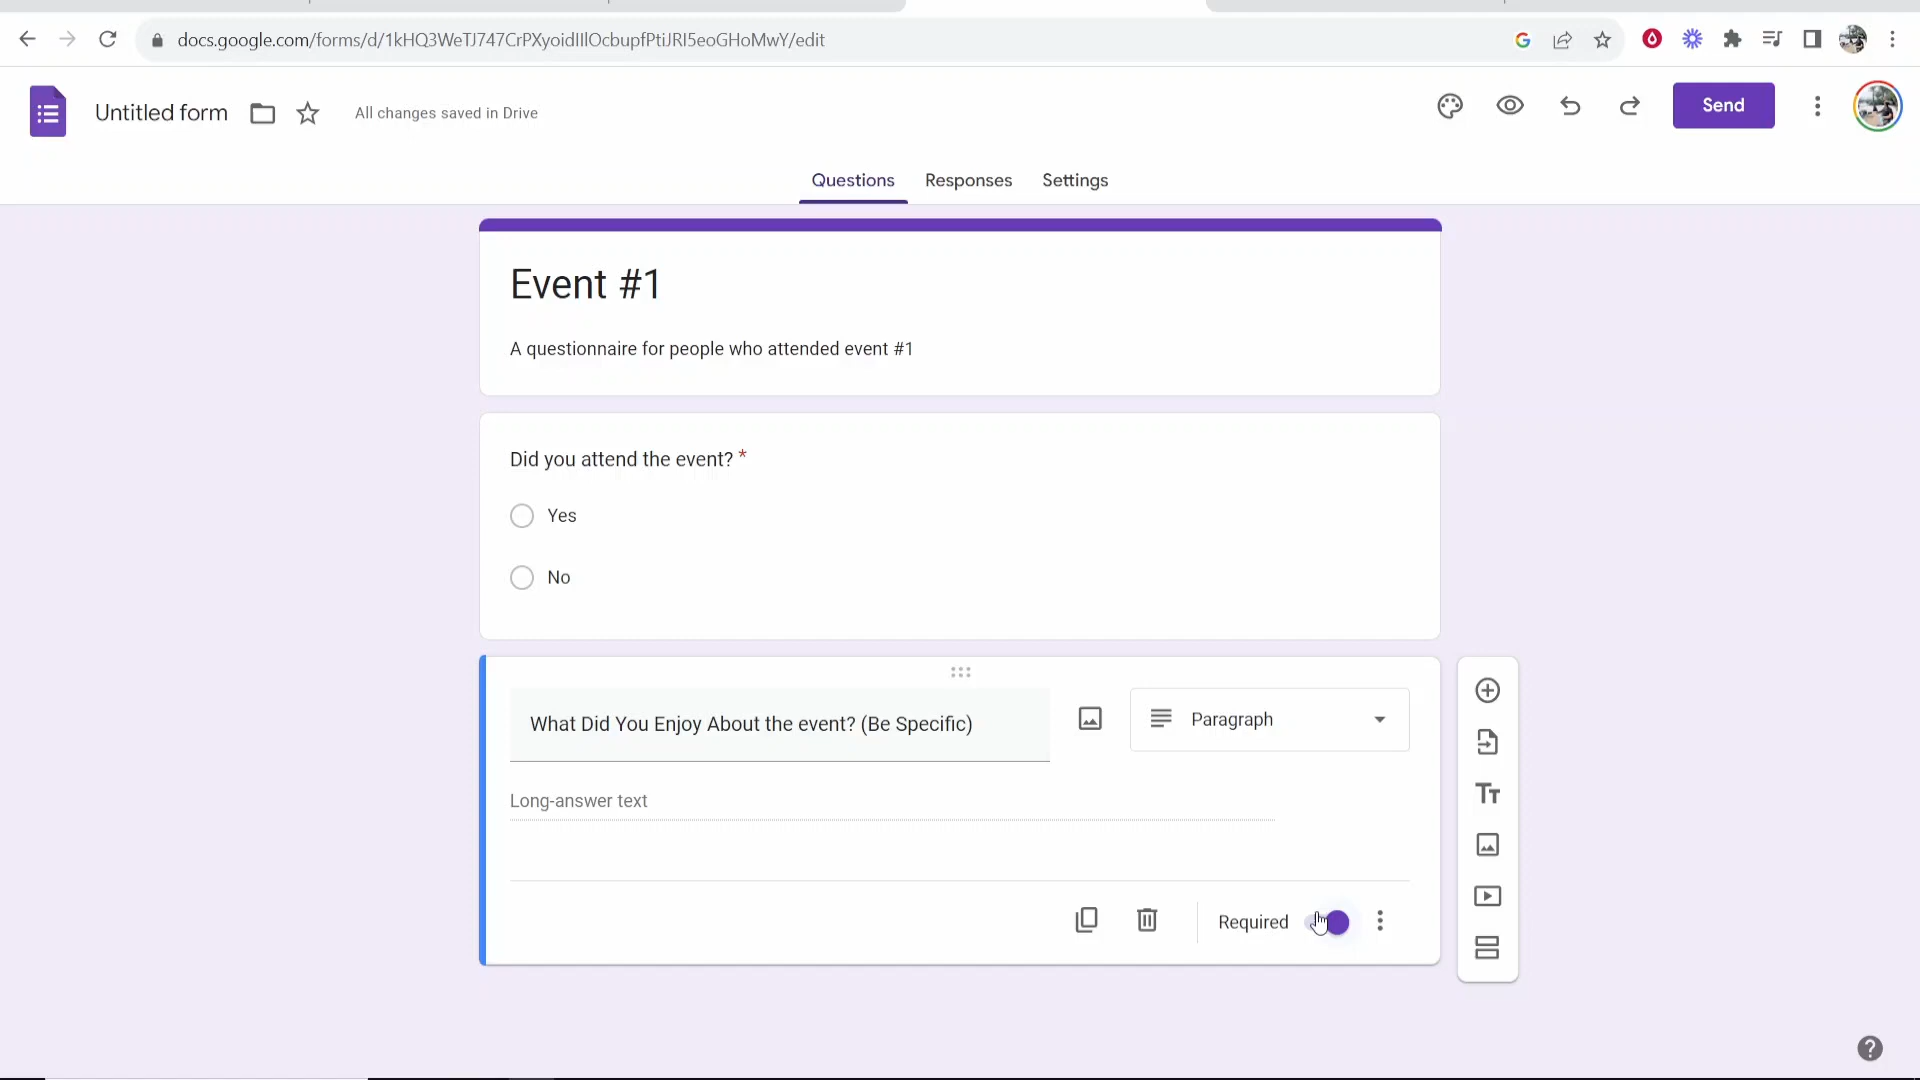 docs.google.com/forms/d/1kHQ3WeTJ747CrPXyoidIIlOcbupfPtiJRI5eoGHoMwY/edit
Untitled form
All changes saved in Drive
Send
Questions Responses Settings
Event #1
A questionnaire for people who attended event #1
Did you attend the event? *
Yes
No
What Did You Enjoy About the event? (Be Specific)
Paragraph
Long-answer text
Required